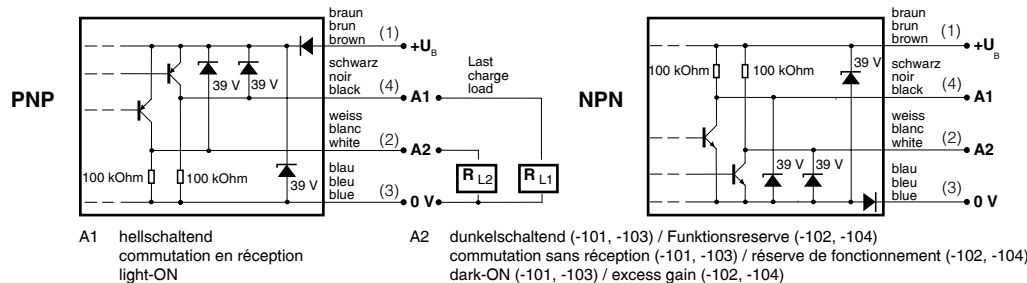 PNP
braun
brun
brown
(1)
+UB
39 V
39 V
schwarz
noir
black
(4)
A1
Last
charge
load
weiss
blanc
white
(2)
A2
100 kOhm
100 kOhm
39 V
R L2
R L1
blau
bleu
blue
(3)
0 V
NPN
braun
brun
brown
(1)
+UB
100 kOhm
100 kOhm
39 V
schwarz
noir
black
(4)
A1
weiss
blanc
white
(2)
A2
39 V
39 V
blau
bleu
blue
(3)
0 V
A1 hellschaltend
commutation en réception
light-ON
A2 dunkelschaltend (-101, -103) / Funktionsreserve (-102, -104)
commutation sans réception (-101, -103) / réserve de fonctionnement (-102, -104)
dark-ON (-101, -103) / excess gain (-102, -104)